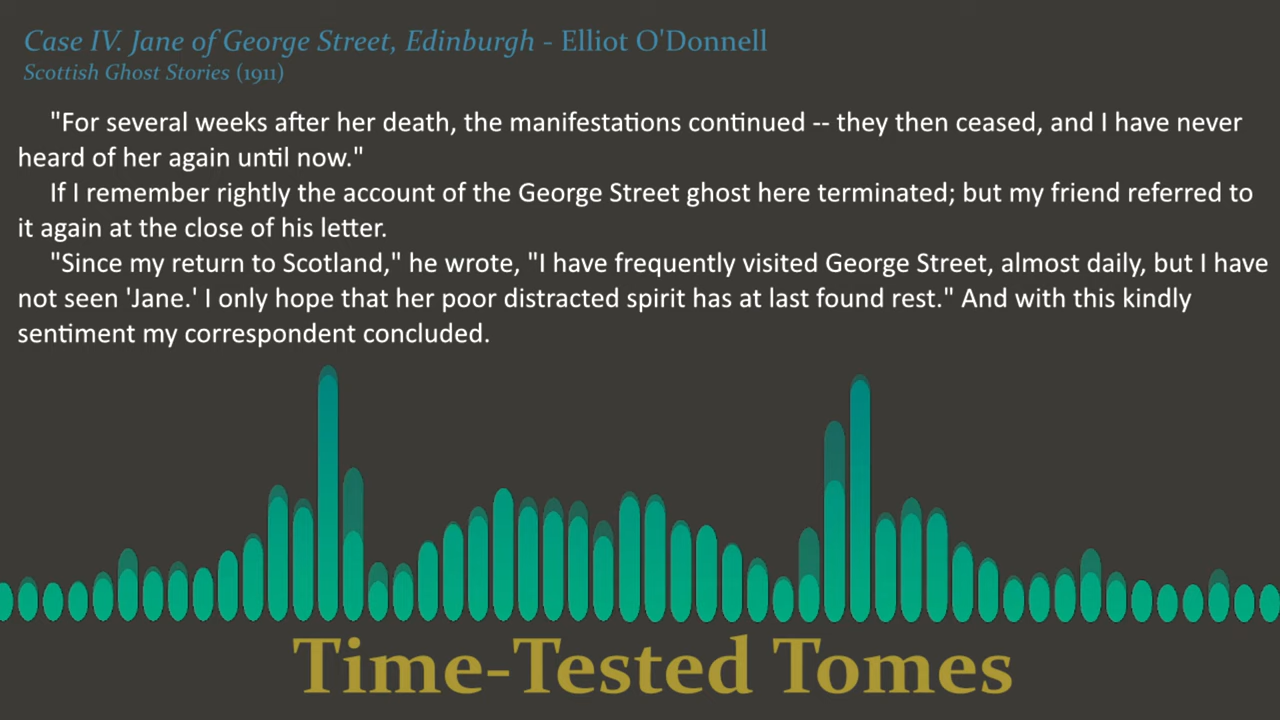 Case IV. Jane of George Street, Edinburgh - Elliot O'Donnell
Scottish Ghost Stories (1911)
"For several weeks after her death, the manifestations continued -- they then ceased, and I have never
heard of her again until now."
If I remember rightly the account of the George Street ghost here terminated; but my friend referred to
it again at the close of his letter.
"Since my return to Scotland," he wrote, "I have frequently visited George Street, almost daily, but I have
not seen 'Jane.' I only hope that her poor distracted spirit has at last found rest." And with this kindly
sentiment my correspondent concluded.
Time-Tested Tomes